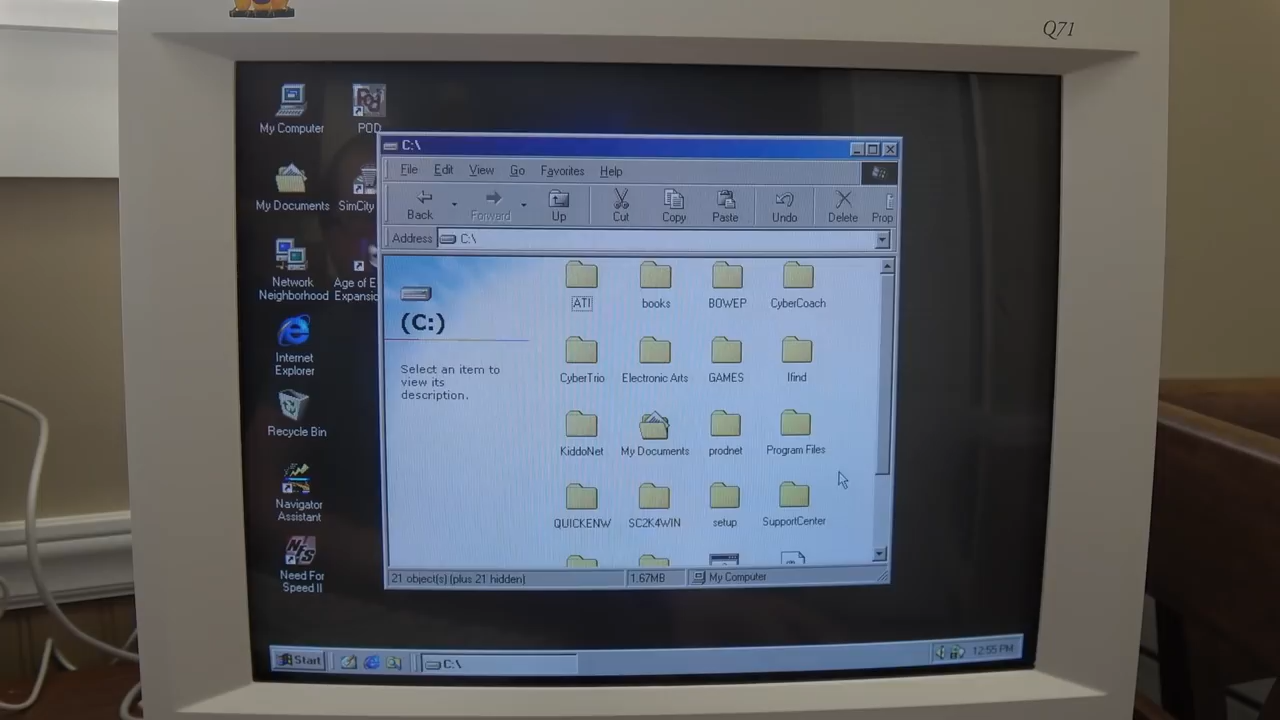 Q71
My Computer
POD
My Documents
SimCity
Network
Neighborhood
Age of E
Expansio
Internet
Explorer
Recycle Bin
Navigator
Assistant
Need For
Speed II
C:\
File Edit View Go Favorites Help
Back Forward Up Cut Copy Paste Undo Delete Prop
Address C:\
(C:)
Select an item to
view its
description.
ATI books BOWEP CyberCoach
CyberTrio Electronic Arts GAMES Ifind
KiddoNet My Documents prodnet Program Files
QUICKENW SC2K4WIN setup SupportCenter
21 object(s) (plus 21 hidden) 1.67MB My Computer
Start C:\ 12:55 PM